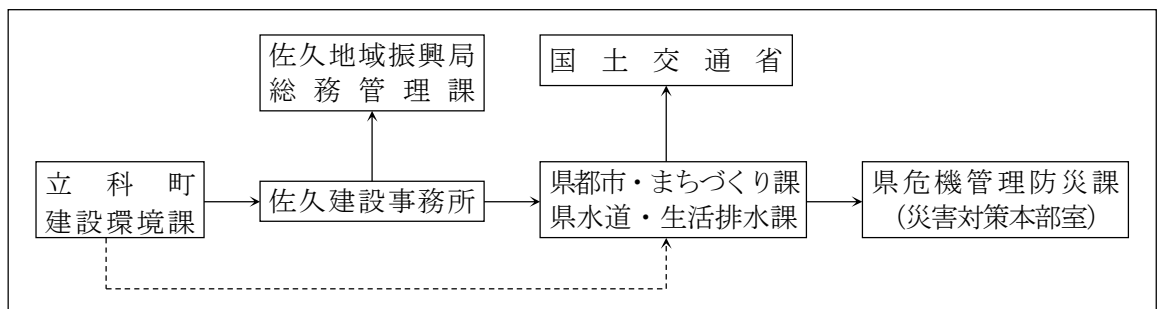 佐久地域振興局
総務管理課
国土交通省
立科町
建設環境課
佐久建設事務所
県都市・まちづくり課
県水道・生活排水課
県危機管理防災課
(災害対策本部室)